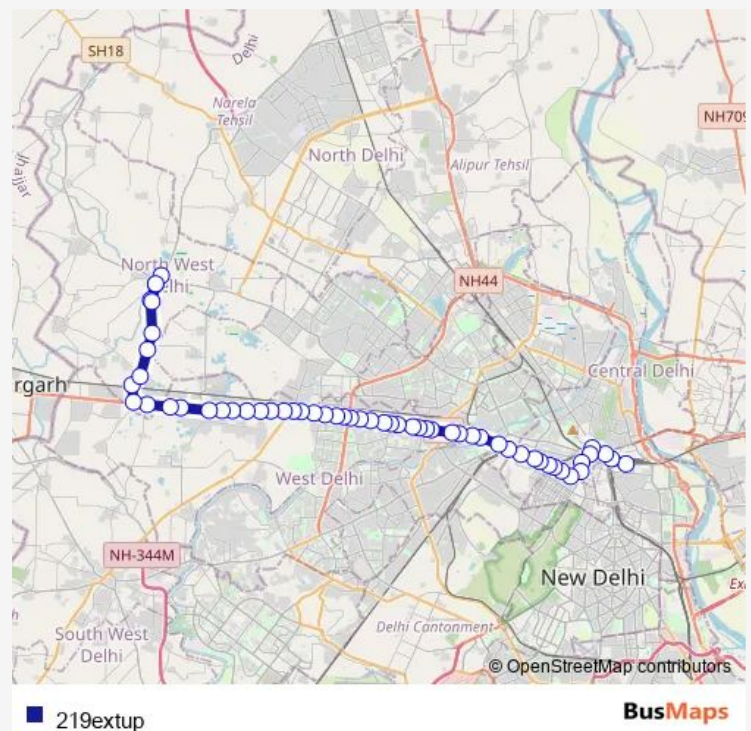 SH18
Delhi
Narela
Tehsil
NH709
North Delhi
Alipur Tehsil
Jhajjar
North West
Delhi
NH44
Central Delhi
rgarh
West Delhi
NH-344M
New Delhi
Ex
South West
Delhi
Delhi Cantonment
© OpenStreetMap contributors
219extup
BusMaps